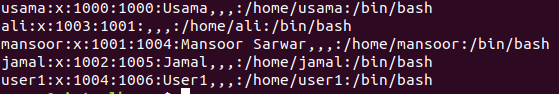 usama:x:1000:1000:Usama,,,:/home/usama:/bin/bash
ali:x:1003:1001:,,,:/home/ali:/bin/bash
mansoor:x:1001:1004:Mansoor Sarwar,,,:/home/mansoor:/bin/bash
jamal:x:1002:1005:Jamal,,,:/home/jamal:/bin/bash
user1:x:1004:1006:User1,,,:/home/user1:/bin/bash